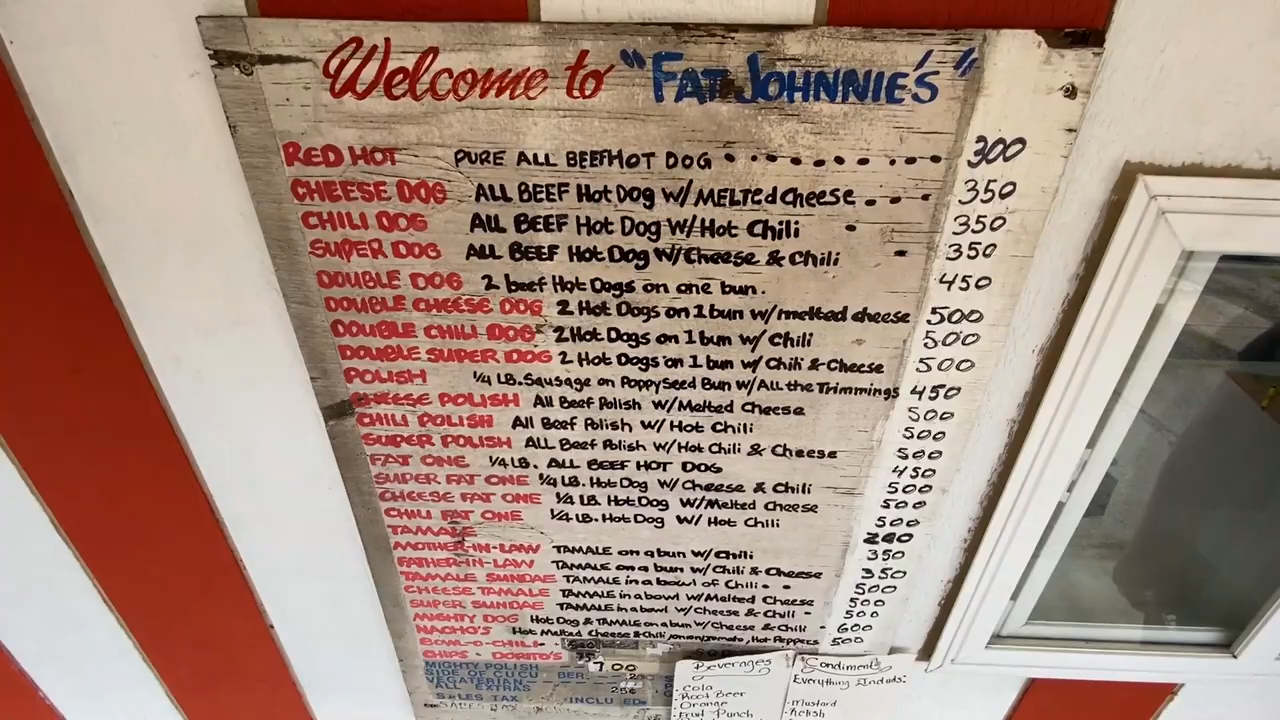 Welcome to "FAT JOHNNIE'S"
RED HOT PURE ALL BEEF HOT DOG • • • • • • • • • • 300
CHEESE DOG ALL BEEF Hot Dog W/ MELTed Cheese • • • • 350
CHILI DOG ALL BEEF Hot Dog W/Hot Chili • 350
SUPER DOG ALL BEEF Hot Dog W/Cheese & Chili • 350
DOUBLE DOG 2 beef Hot Dogs on one bun. 450
DOUBLE CHEESE DOG 2 Hot Dogs on 1 bun w/ melted cheese 500
DOUBLE CHILI DOG 2 Hot Dogs on 1 bun w/ Chili 500
DOUBLE SUPER DOG 2 Hot Dogs on 1 bun w/ Chili & Cheese 500
POLISH 1/4 LB. Sausage on Poppy Seed Bun w/ All the Trimmings 450
CHEESE POLISH All Beef Polish W/Melted Cheese 500
CHILI POLISH All Beef Polish W/ Hot Chili 500
SUPER POLISH ALL Beef Polish W/Hot Chili & Cheese 500
FAT ONE 1/4 LB. ALL BEEF HOT DOG 450
SUPER FAT ONE 1/4 LB. Hot Dog W/ Cheese & Chili 500
CHEESE FAT ONE 1/4 LB. Hot Dog W/Melted Cheese 500
CHILI FAT ONE 1/4 LB. Hot Dog W/ Hot Chili 500
TAMALE
MOTHER-IN-LAW TAMALE on a bun w/ Chili 350
FATHER-IN-LAW TAMALE on a bun w/ Chili & Cheese 350
TAMALE SUNDAE TAMALE in a bowl of Chili • • 500
CHEESE TAMALE TAMALE in a bowl w/Melted Cheese 500
SUPER SUNDAE TAMALE in a bowl w/ Cheese & Chili - 500
MIGHTY DOG Hot Dog & TAMALE on a bun w/Cheese & Chili - 600
NACHO'S Hot Melted Cheese & Chili, onion, tomato, Hot Peppers 500
BOWL-O-CHILI-
CHIPS • DORITO'S
MIGHTY POLISH 700
SIDE OF CUCUMBER
VEGATERIAN
ALL EXTRAS 25¢
SALES TAX INCLUDED
Beverages
• Cola
• Root Beer
• Orange
• Fruit Punch
Condiments
Everything Includs:
• Mustard
• Relish